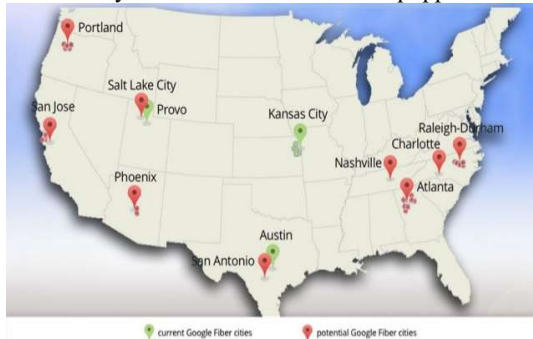 Portland
Salt Lake City
Provo
San Jose
Kansas City
Raleigh-Durham
Charlotte
Nashville
Phoenix
Atlanta
Austin
San Antonio
current Google Fiber cities
potential Google Fiber cities